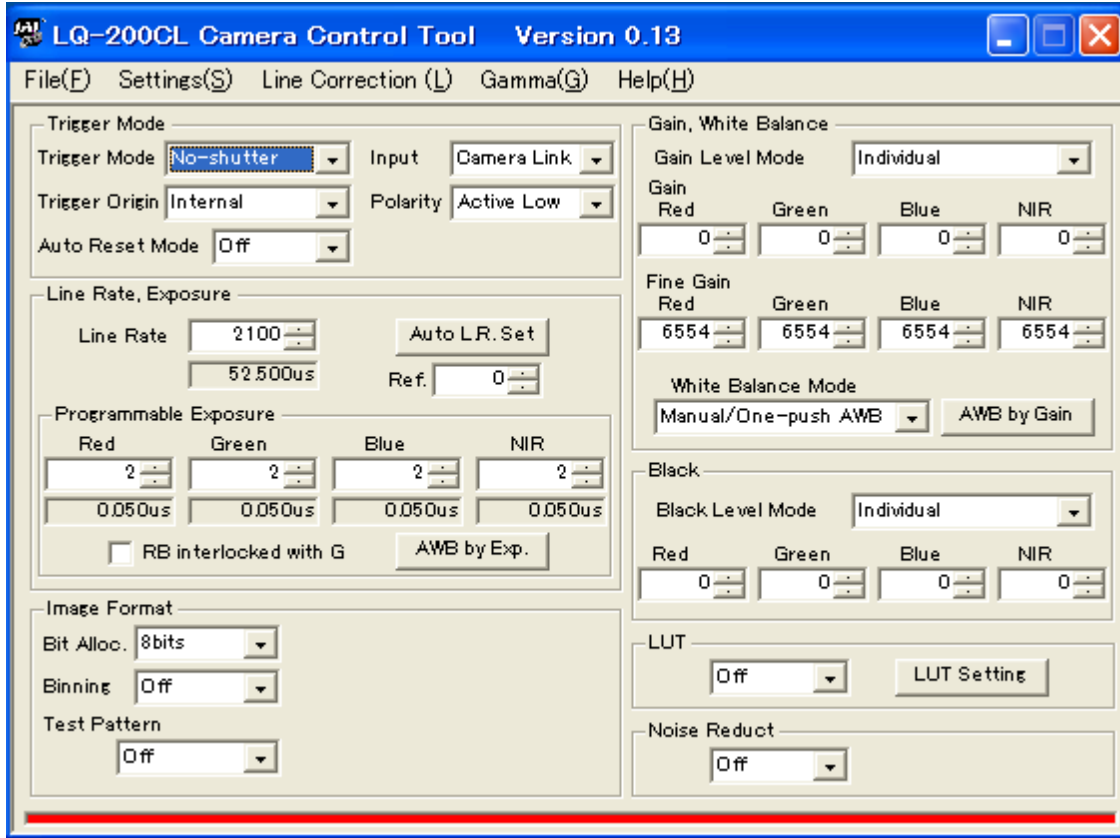 LQ-200CL Camera Control Tool Version 0.13
File(F) Settings(S) Line Correction (L) Gamma(G) Help(H)
Trigger Mode
Trigger Mode No-shutter Input Camera Link
Trigger Origin Internal Polarity Active Low
Auto Reset Mode Off
Line Rate, Exposure
Line Rate 2100 Auto L.R. Set
52.500us Ref. 0
Programmable Exposure
Red Green Blue NIR
2 2 2 2
0.050us 0.050us 0.050us 0.050us
RB interlocked with G AWB by Exp.
Image Format
Bit Alloc. 8bits
Binning Off
Test Pattern
Off
Gain, White Balance
Gain Level Mode Individual
Gain
Red Green Blue NIR
0 0 0 0
Fine Gain
Red Green Blue NIR
6554 6554 6554 6554
White Balance Mode
Manual/One-push AWB AWB by Gain
Black
Black Level Mode Individual
Red Green Blue NIR
0 0 0 0
LUT
Off LUT Setting
Noise Reduct
Off